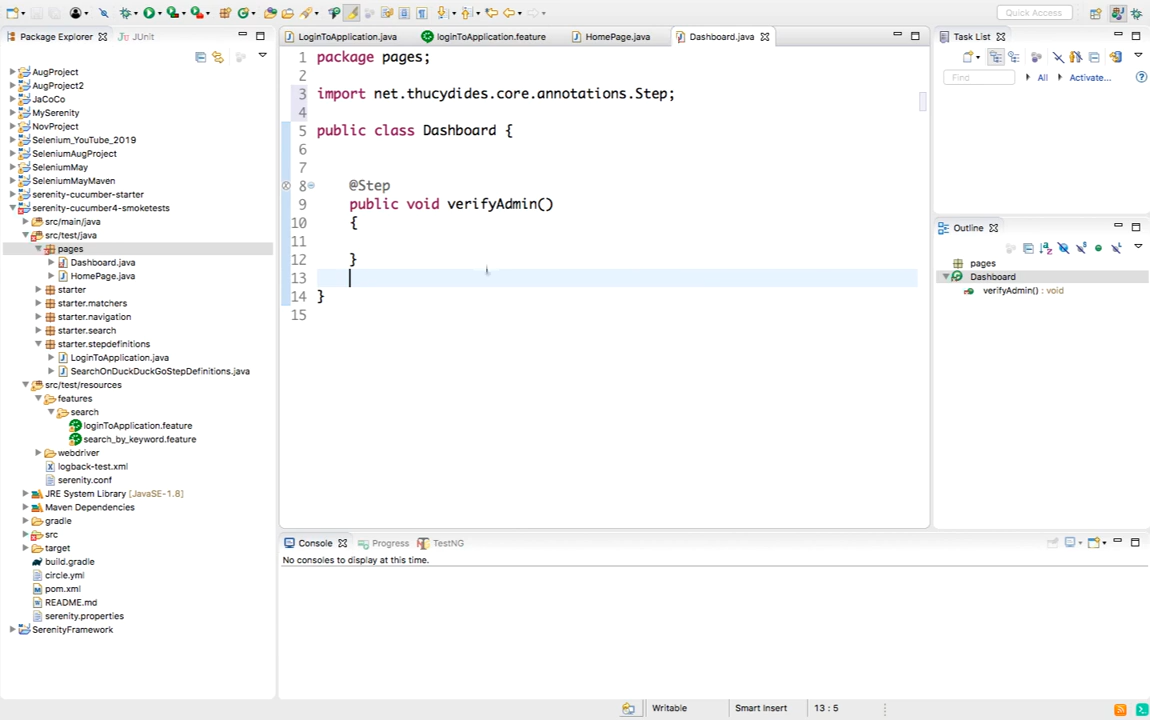 Quick Access
Package Explorer
JUnit
AugProject
AugProject2
JaCoCo
MySerenity
NovProject
Selenium_YouTube_2019
SeleniumAugProject
SeleniumMay
SeleniumMayMaven
serenity-cucumber-starter
serenity-cucumber4-smoketests
src/main/java
src/test/java
pages
Dashboard.java
HomePage.java
starter
starter.matchers
starter.navigation
starter.search
starter.stepdefinitions
LoginToApplication.java
SearchOnDuckDuckGoStepDefinitions.java
src/test/resources
features
search
loginToApplication.feature
search_by_keyword.feature
webdriver
logback-test.xml
serenity.conf
JRE System Library [JavaSE-1.8]
Maven Dependencies
gradle
src
target
build.gradle
circle.yml
pom.xml
README.md
serenity.properties
SerenityFramework
LoginToApplication.java
loginToApplication.feature
HomePage.java
Dashboard.java
1 package pages;
2
3 import net.thucydides.core.annotations.Step;
4
5 public class Dashboard {
6
7
8 @Step
9 public void verifyAdmin()
10 {
11
12 }
13
14 }
15
Task List
Find
All
Activate...
Outline
pages
Dashboard
verifyAdmin() : void
Console
Progress
TestNG
No consoles to display at this time.
Writable
Smart Insert
13 : 5